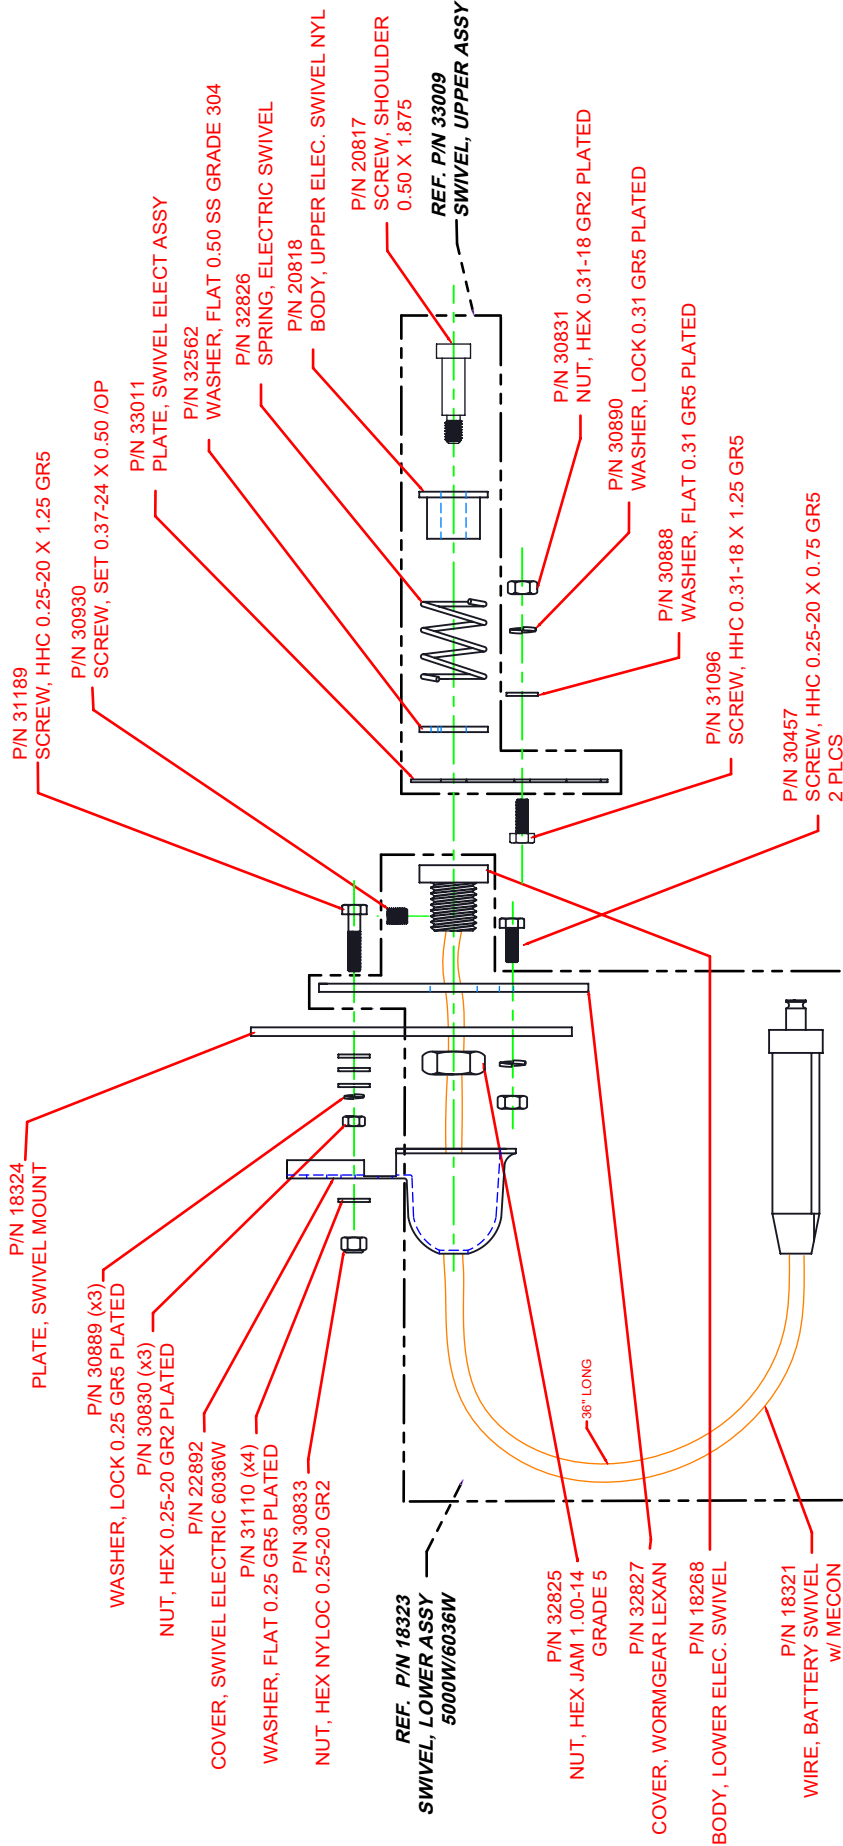 P/N 31189
SCREW, HHC 0.25-20 X 1.25 GR5
P/N 30930
SCREW, SET 0.37-24 X 0.50 /OP
P/N 33011
PLATE, SWIVEL ELECT ASSY
P/N 32562
WASHER, FLAT 0.50 SS GRADE 304
P/N 32826
SPRING, ELECTRIC SWIVEL
P/N 20818
BODY, UPPER ELEC. SWIVEL NYL
P/N 20817
SCREW, SHOULDER
0.50 X 1.875
REF. P/N 33009
SWIVEL, UPPER ASSY
P/N 30831
NUT, HEX 0.31-18 GR2 PLATED
P/N 30890
WASHER, LOCK 0.31 GR5 PLATED
P/N 30888
WASHER, FLAT 0.31 GR5 PLATED
P/N 31096
SCREW, HHC 0.31-18 X 1.25 GR5
P/N 30457
SCREW, HHC 0.25-20 X 0.75 GR5
2 PLCS
P/N 18324
PLATE, SWIVEL MOUNT
P/N 30889 (x3)
WASHER, LOCK 0.25 GR5 PLATED
P/N 30830 (x3)
NUT, HEX 0.25-20 GR2 PLATED
P/N 22892
COVER, SWIVEL ELECTRIC 6036W
P/N 31110 (x4)
WASHER, FLAT 0.25 GR5 PLATED
P/N 30833
NUT, HEX NYLOC 0.25-20 GR2
REF. P/N 18323
SWIVEL, LOWER ASSY
5000W/6036W
36" LONG
P/N 32825
NUT, HEX JAM 1.00-14
GRADE 5
P/N 32827
COVER, WORMGEAR LEXAN
P/N 18268
BODY, LOWER ELEC. SWIVEL
P/N 18321
WIRE, BATTERY SWIVEL
w/ MECON